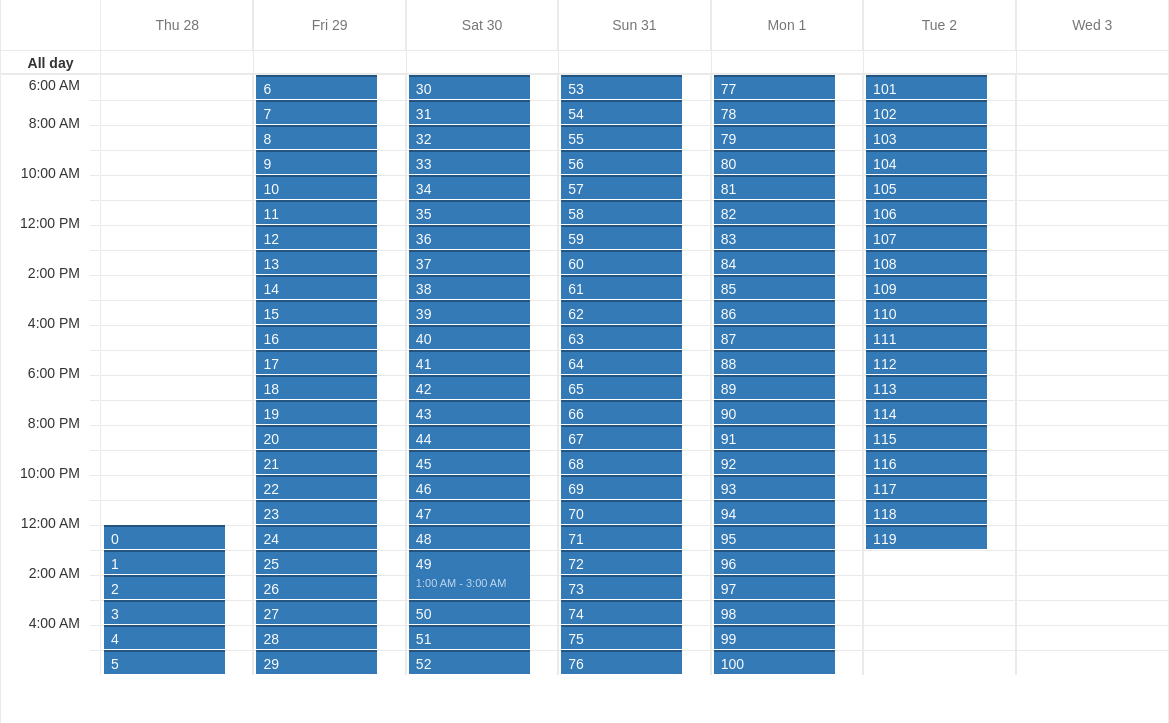 Thu 28 Fri 29 Sat 30 Sun 31 Mon 1 Tue 2 Wed 3
All day
6:00 AM 6 30 53 77 101
7 31 54 78 102
8:00 AM 8 32 55 79 103
9 33 56 80 104
10:00 AM 10 34 57 81 105
11 35 58 82 106
12:00 PM 12 36 59 83 107
13 37 60 84 108
2:00 PM 14 38 61 85 109
15 39 62 86 110
4:00 PM 16 40 63 87 111
17 41 64 88 112
6:00 PM 18 42 65 89 113
19 43 66 90 114
8:00 PM 20 44 67 91 115
21 45 68 92 116
10:00 PM 22 46 69 93 117
23 47 70 94 118
12:00 AM 0 24 48 71 95 119
1 25 49 72 96
2:00 AM 2 26 1:00 AM - 3:00 AM 73 97
3 27 50 74 98
4:00 AM 4 28 51 75 99
5 29 52 76 100